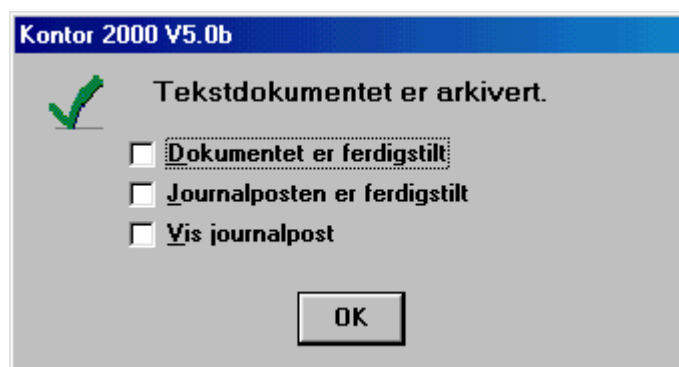 Kontor 2000 V5.0b
Tekstdokumentet er arkivert.
Dokumentet er ferdigstilt
Journalposten er ferdigstilt
Vis journalpost
OK